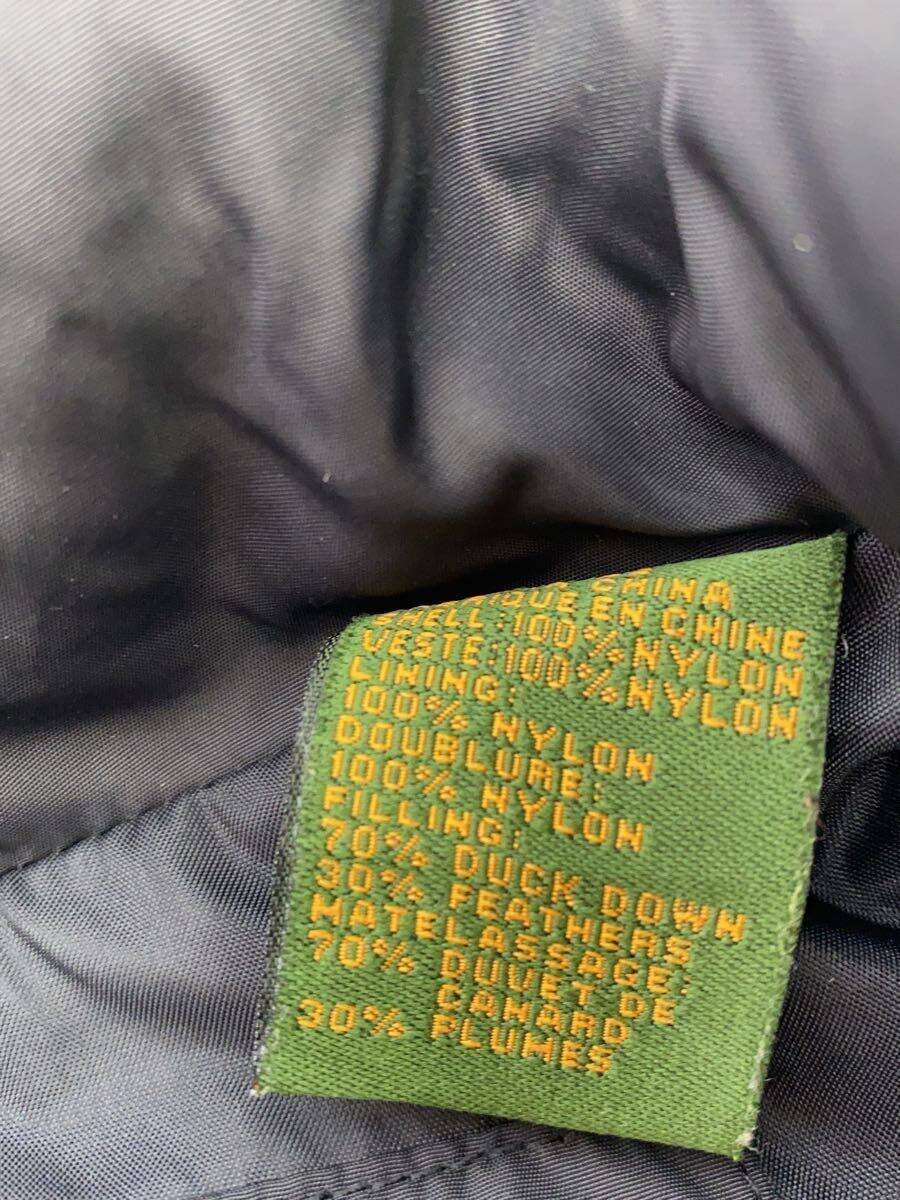 CHINA
EN CHINE
SHELL:100%NYLON
VESTE:100%NYLON
LINING:
100% NYLON
DOUBLURE:
100% NYLON
FILLING:
70% DUCK DOWN
30% FEATHERS
MATELASSAGE:
70% DUVET DE
CANARD
30% PLUMES